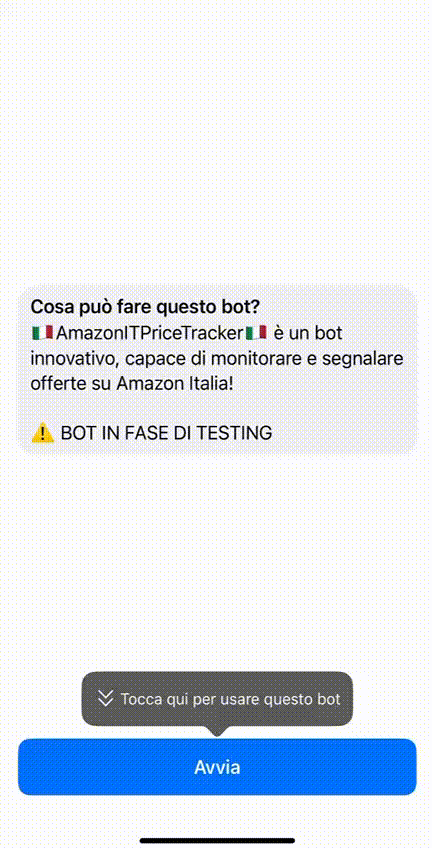 Cosa può fare questo bot?
🇮🇹AmazonITPriceTracker🇮🇹 è un bot
innovativo, capace di monitorare e segnalare
offerte su Amazon Italia!
⚠️ BOT IN FASE DI TESTING
Tocca qui per usare questo bot
Avvia